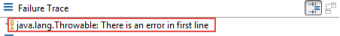 Failure Trace
java.lang.Throwable: There is an error in first line